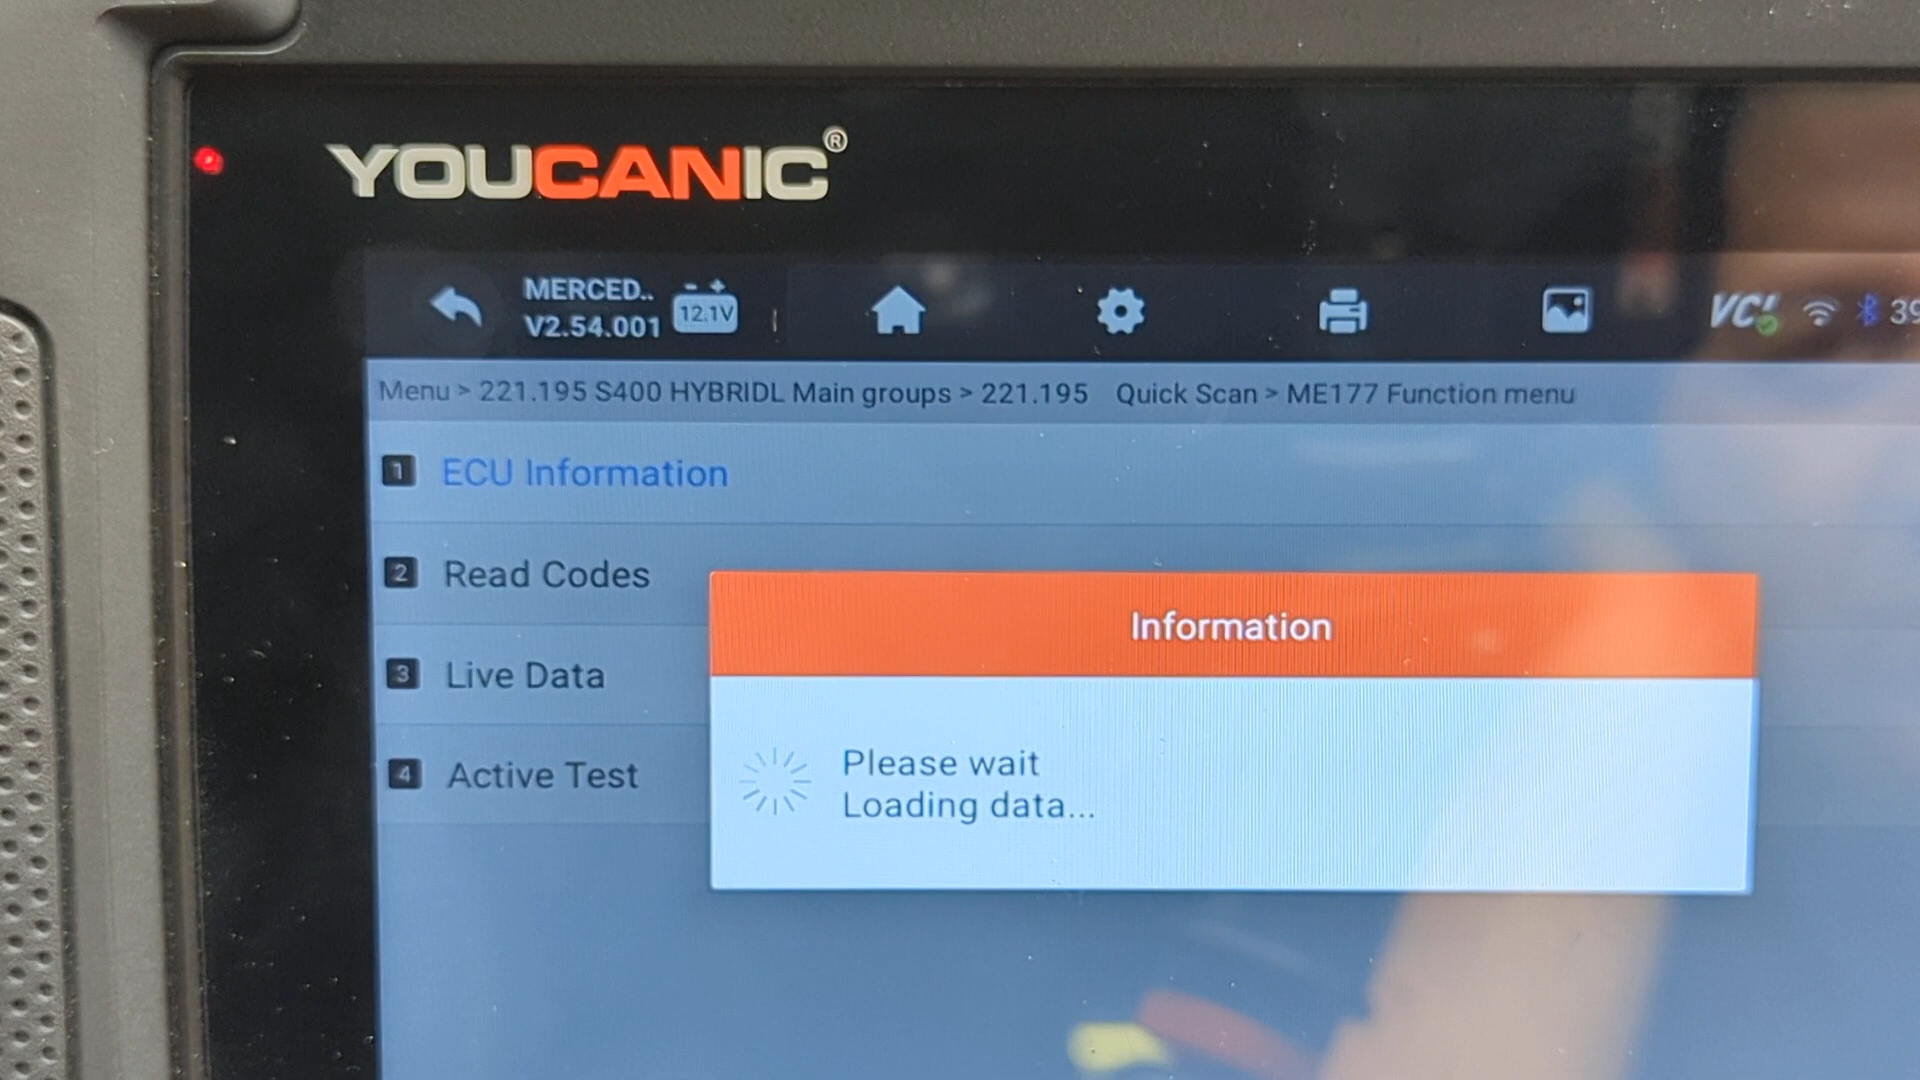 YOUCANIC®
MERCED..
V2.54.001
- +
12.1V
VCI
39
Menu > 221.195 S400 HYBRIDL Main groups > 221.195 Quick Scan > ME177 Function menu
1 ECU Information
2 Read Codes
3 Live Data
4 Active Test
Information
Please wait
Loading data...